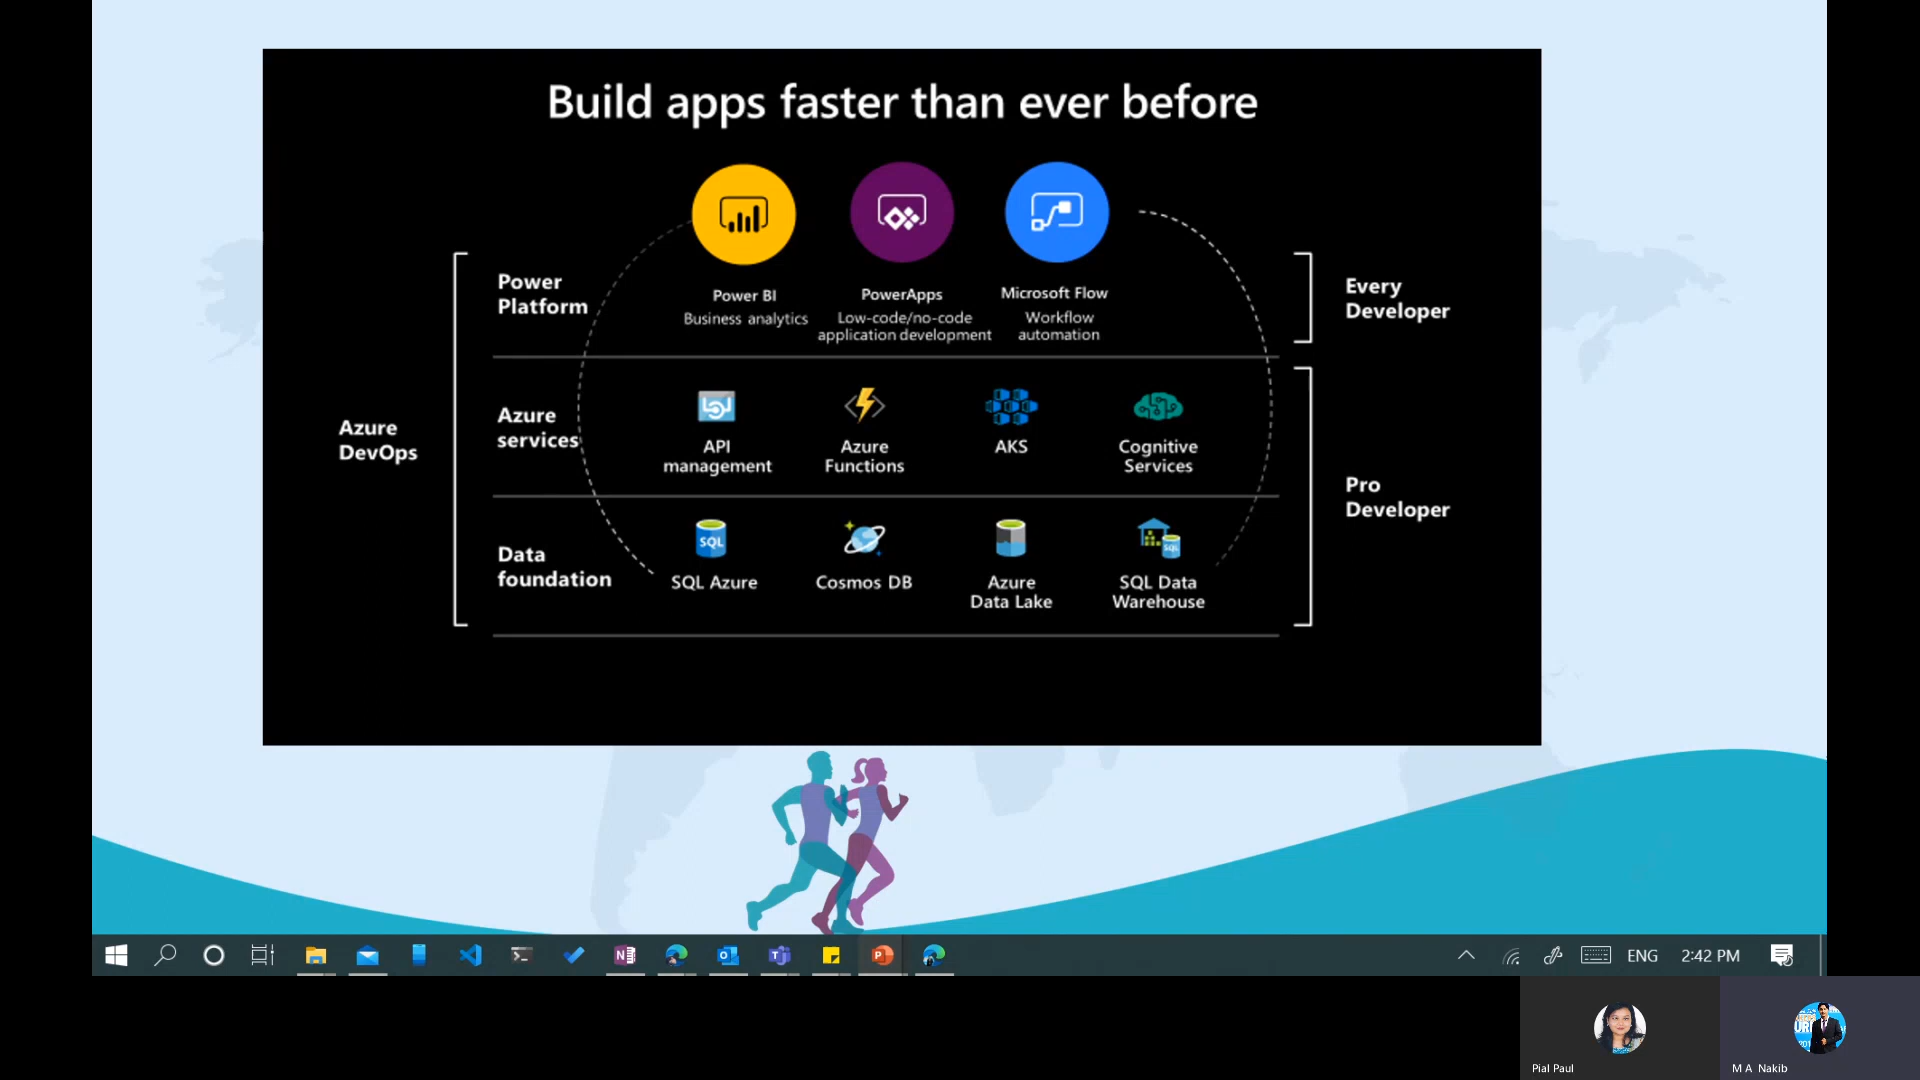 Build apps faster than ever before
Power
Platform
Power BI
Business analytics
PowerApps
Low-code/no-code
application development
Microsoft Flow
Workflow
automation
Every
Developer
Azure
DevOps
Azure
services
API
management
Azure
Functions
AKS
Cognitive
Services
Pro
Developer
Data
foundation
SQL
SQL Azure
Cosmos DB
Azure
Data Lake
SQL
SQL Data
Warehouse
ENG
2:42 PM
Pial Paul
M A Nakib